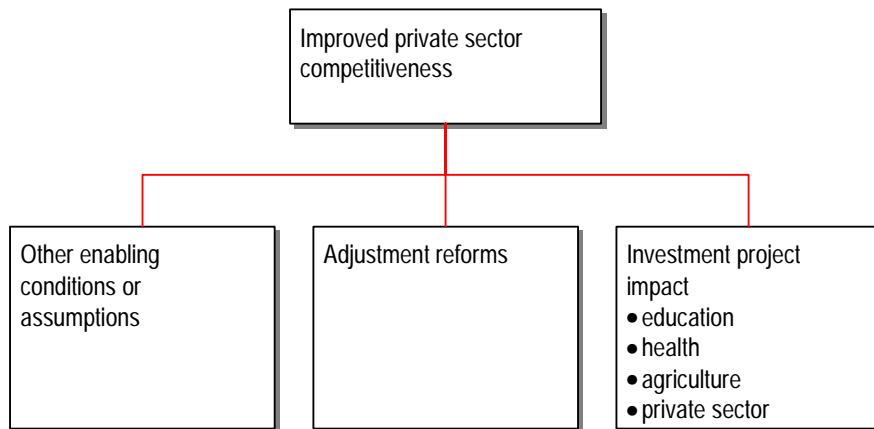 Improved private sector
competitiveness
Other enabling
conditions or
assumptions
Adjustment reforms
Investment project
impact
• education
• health
• agriculture
• private sector